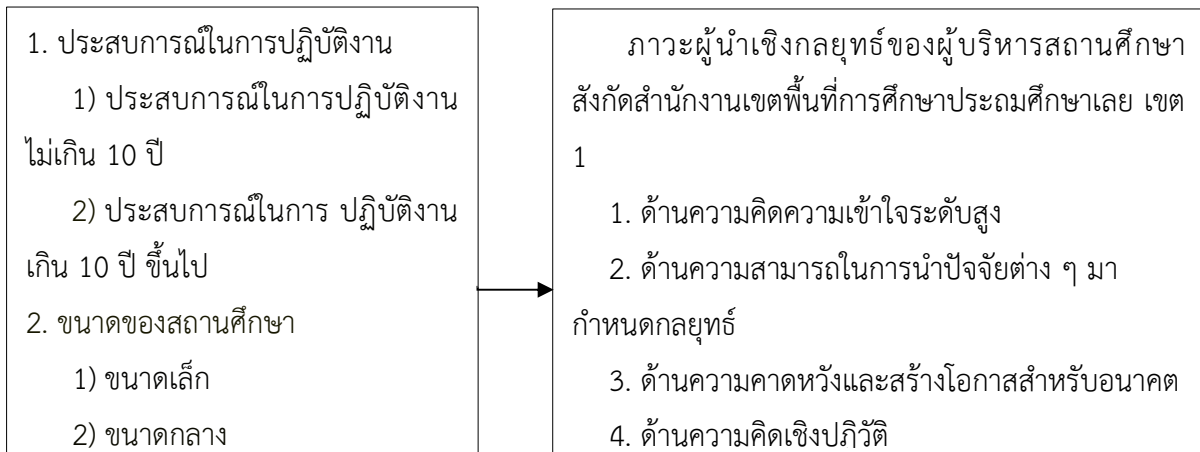 1. ประสบการณ์ในการปฏิบัติงาน
1) ประสบการณ์ในการปฏิบัติงาน
ไม่เกิน 10 ปี
2) ประสบการณ์ในการ ปฏิบัติงาน
เกิน 10 ปี ขึ้นไป
2. ขนาดของสถานศึกษา
1) ขนาดเล็ก
2) ขนาดกลาง
ภาวะผู้นำเชิงกลยุทธ์ของผู้บริหารสถานศึกษา
สังกัดสำนักงานเขตพื้นที่การศึกษาประถมศึกษาเลย เขต
1
1. ด้านความคิดความเข้าใจระดับสูง
2. ด้านความสามารถในการนำปัจจัยต่าง ๆ มา
กำหนดกลยุทธ์
3. ด้านความคาดหวังและสร้างโอกาสสำหรับอนาคต
4. ด้านความคิดเชิงปฏิวัติ